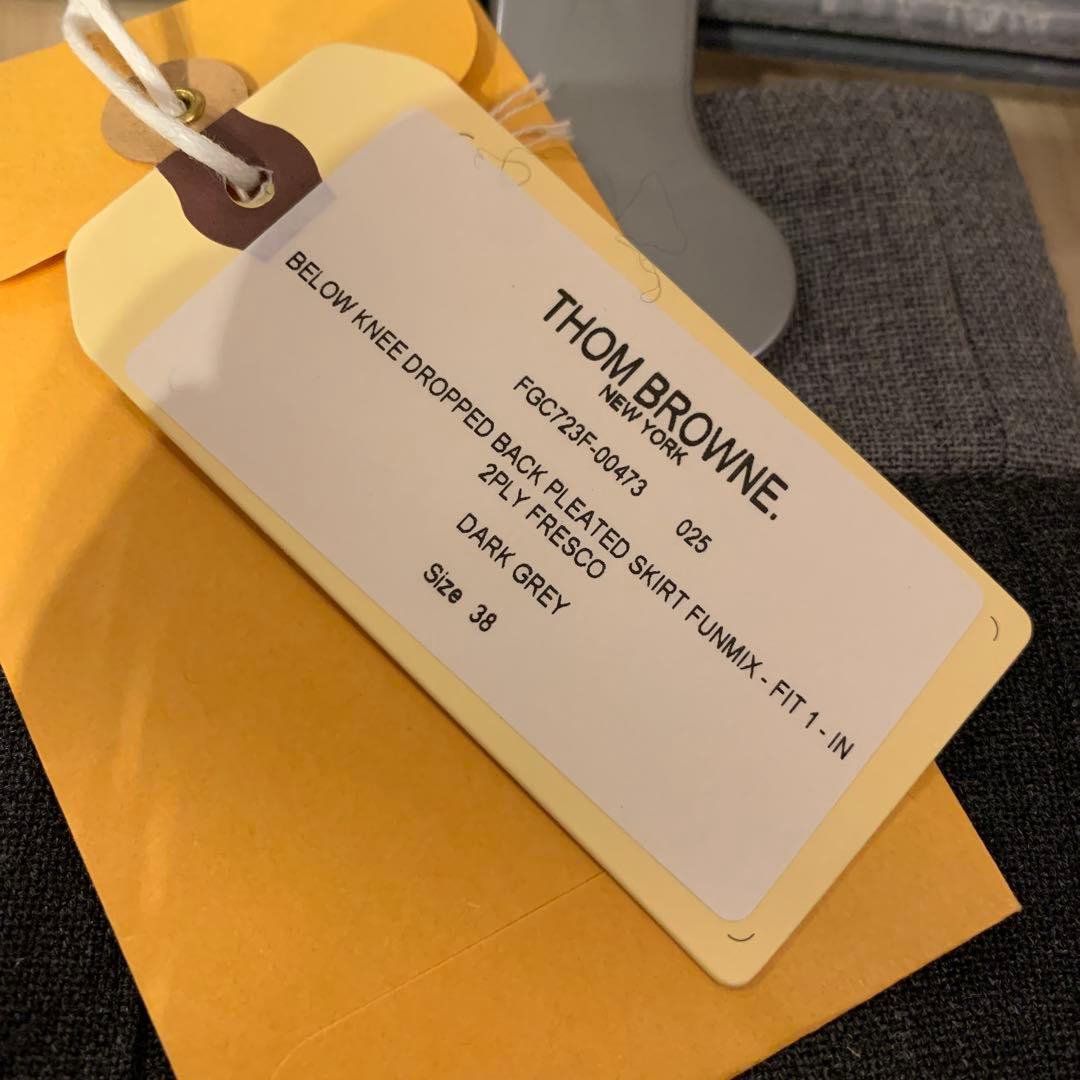 THOM BROWNE.
NEW YORK
FGC723F-00473 025
BELOW KNEE DROPPED BACK PLEATED SKIRT FUNMIX - FIT 1 - IN
2PLY FRESCO
DARK GREY
Size 38